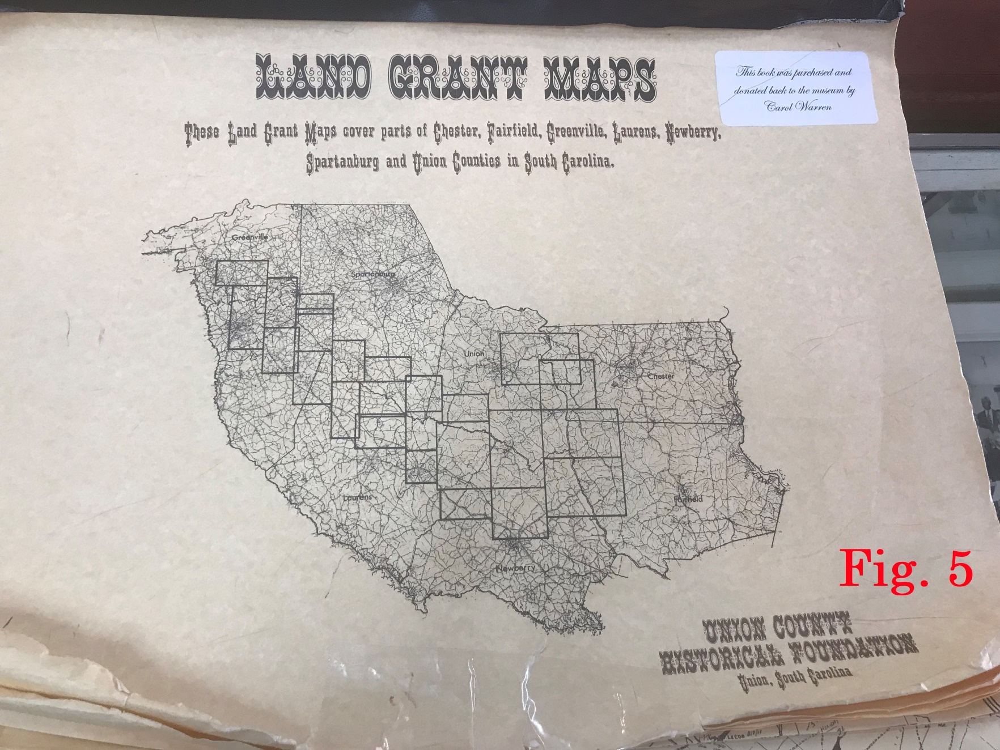 LAND GRANT MAPS
This book was purchased and
donated back to the museum by
Carol Warren
These Land Grant Maps cover parts of Chester, Fairfield, Greenville, Laurens, Newberry,
Spartanburg and Union Counties in South Carolina.
Greenville
Spartanburg
Union
Chester
Laurens
Fairfield
Newberry
Fig. 5
UNION COUNTY
HISTORICAL FOUNDATION
Union, South Carolina